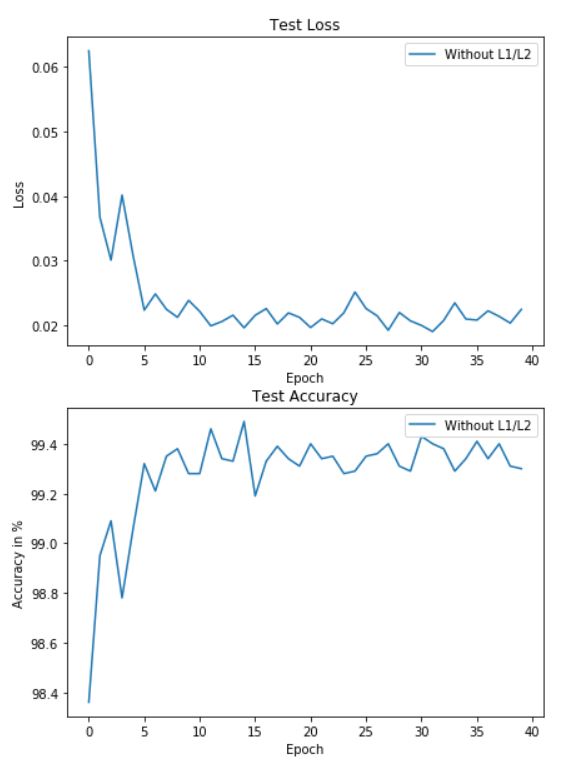 Test Loss
Without L1/L2
0.06
0.05
0.04
0.03
0.02
Loss
0 5 10 15 20 25 30 35 40
Epoch
Test Accuracy
Without L1/L2
99.4
99.2
99.0
98.8
98.6
98.4
Accuracy in %
0 5 10 15 20 25 30 35 40
Epoch